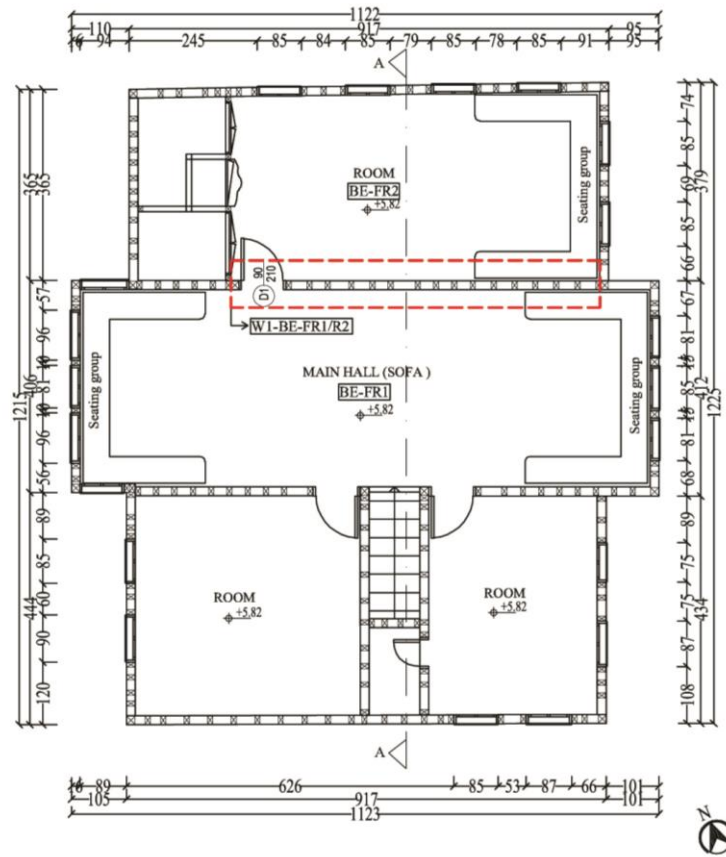 1122
110 917 95
6 94 245 85 84 85 79 85 78 85 91 95
A
ROOM
BE-FR2
+5,82
Seating group
90
210
D1
W1-BE-FR1/R2
MAIN HALL (SOFA )
BE-FR1
+5,82
Seating group
Seating group
ROOM
+5,82
ROOM
+5,82
A
1215
365 406 444
365 57 96 81 96 56 89 85 60 90 120
74 85 69 85 66 67 81 85 81 68 89 75 75 87 108
379 412 434
1225
89 626 85 53 87 66 101
105 917 101
1123
N